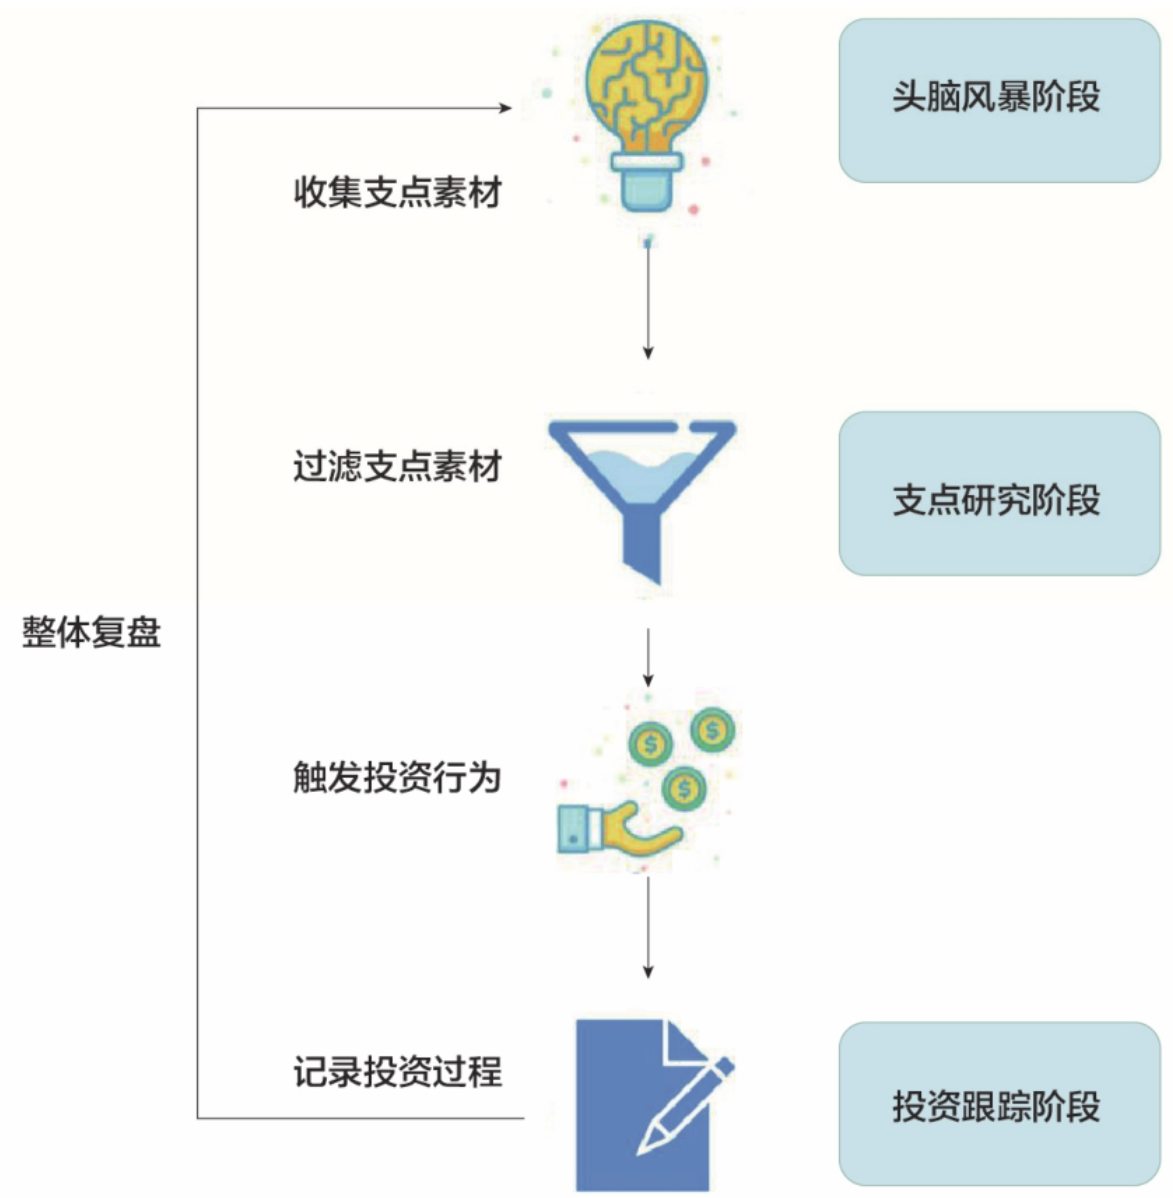 头脑风暴阶段
收集支点素材
过滤支点素材
支点研究阶段
整体复盘
触发投资行为
$
$
$
记录投资过程
投资跟踪阶段